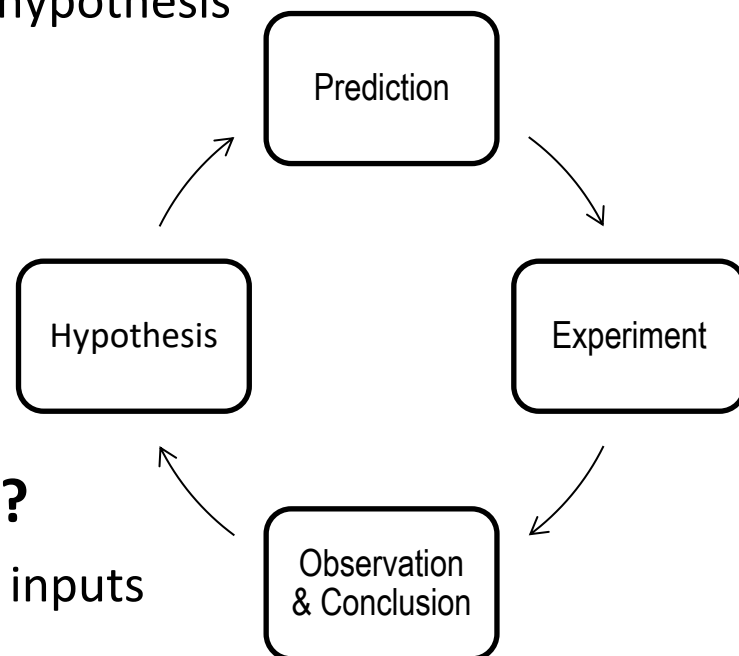 hypothesis
Prediction
Hypothesis
Experiment
?
inputs
Observation
& Conclusion